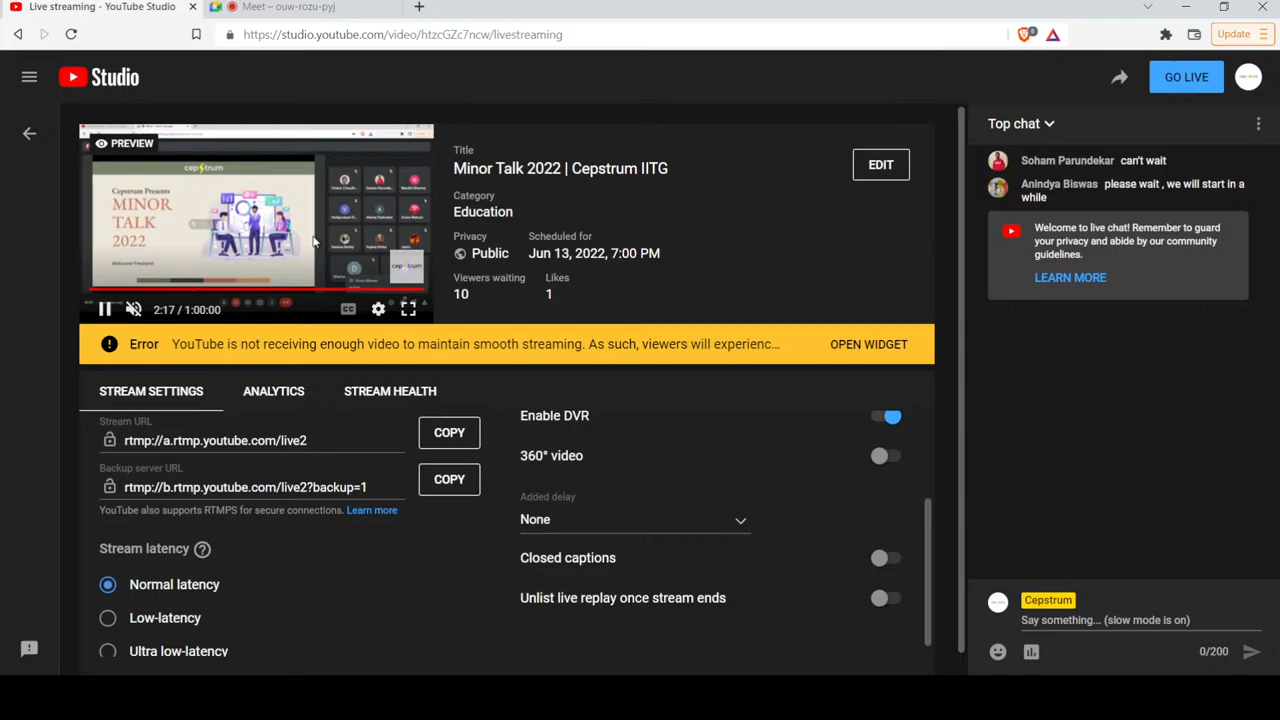 Live streaming - YouTube Studio
Meet – ouw-rozu-pyj
https://studio.youtube.com/video/htzcGZc7ncw/livestreaming
Update
Studio
GO LIVE
PREVIEW
cepstrum
Cepstrum Presents
MINOR
TALK
2022
Welcome Freshers!
2:17 / 1:00:00
CC
Title
Minor Talk 2022 | Cepstrum IITG
Category
Education
Privacy
Public
Scheduled for
Jun 13, 2022, 7:00 PM
Viewers waiting
10
Likes
1
EDIT
Error
YouTube is not receiving enough video to maintain smooth streaming. As such, viewers will experienc...
OPEN WIDGET
STREAM SETTINGS
ANALYTICS
STREAM HEALTH
Stream URL
rtmp://a.rtmp.youtube.com/live2
COPY
Backup server URL
rtmp://b.rtmp.youtube.com/live2?backup=1
COPY
YouTube also supports RTMPS for secure connections. Learn more
Stream latency
Normal latency
Low-latency
Ultra low-latency
Enable DVR
360° video
Added delay
None
Closed captions
Unlist live replay once stream ends
Top chat
Soham Parundekar can't wait
Anindya Biswas please wait , we will start in a
while
Welcome to live chat! Remember to guard
your privacy and abide by our community
guidelines.
LEARN MORE
Cepstrum
Say something... (slow mode is on)
0/200